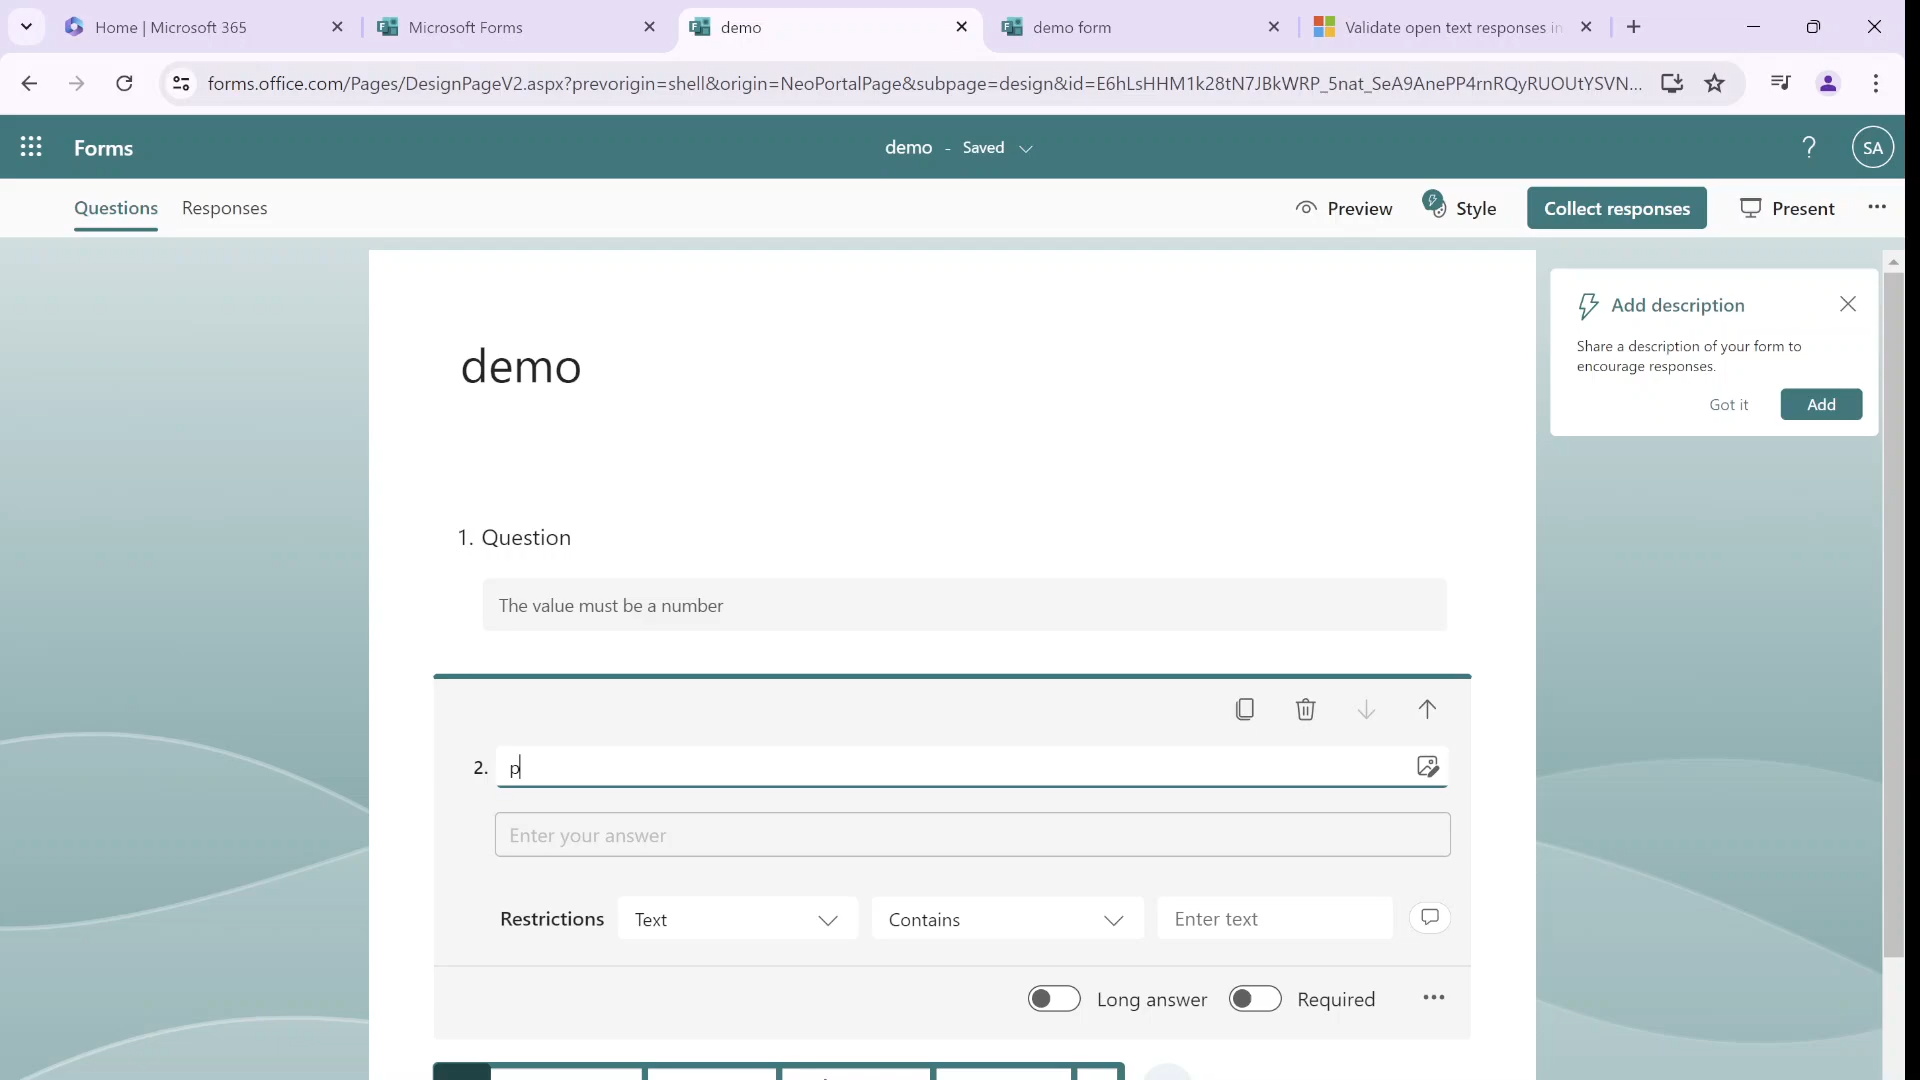 Home | Microsoft 365
Microsoft Forms
demo
demo form
Validate open text responses in
forms.office.com/Pages/DesignPageV2.aspx?prevorigin=shell&origin=NeoPortalPage&subpage=design&id=E6hLsHHM1k28tN7JBkWRP_5nat_SeA9AnePP4rnRQyRUOUtYSVN...
Forms
demo - Saved
?
SA
Questions
Responses
Preview
Style
Collect responses
Present
Add description
Share a description of your form to
encourage responses.
Got it
Add
demo
1. Question
The value must be a number
2. p
Enter your answer
Restrictions
Text
Contains
Enter text
Long answer
Required